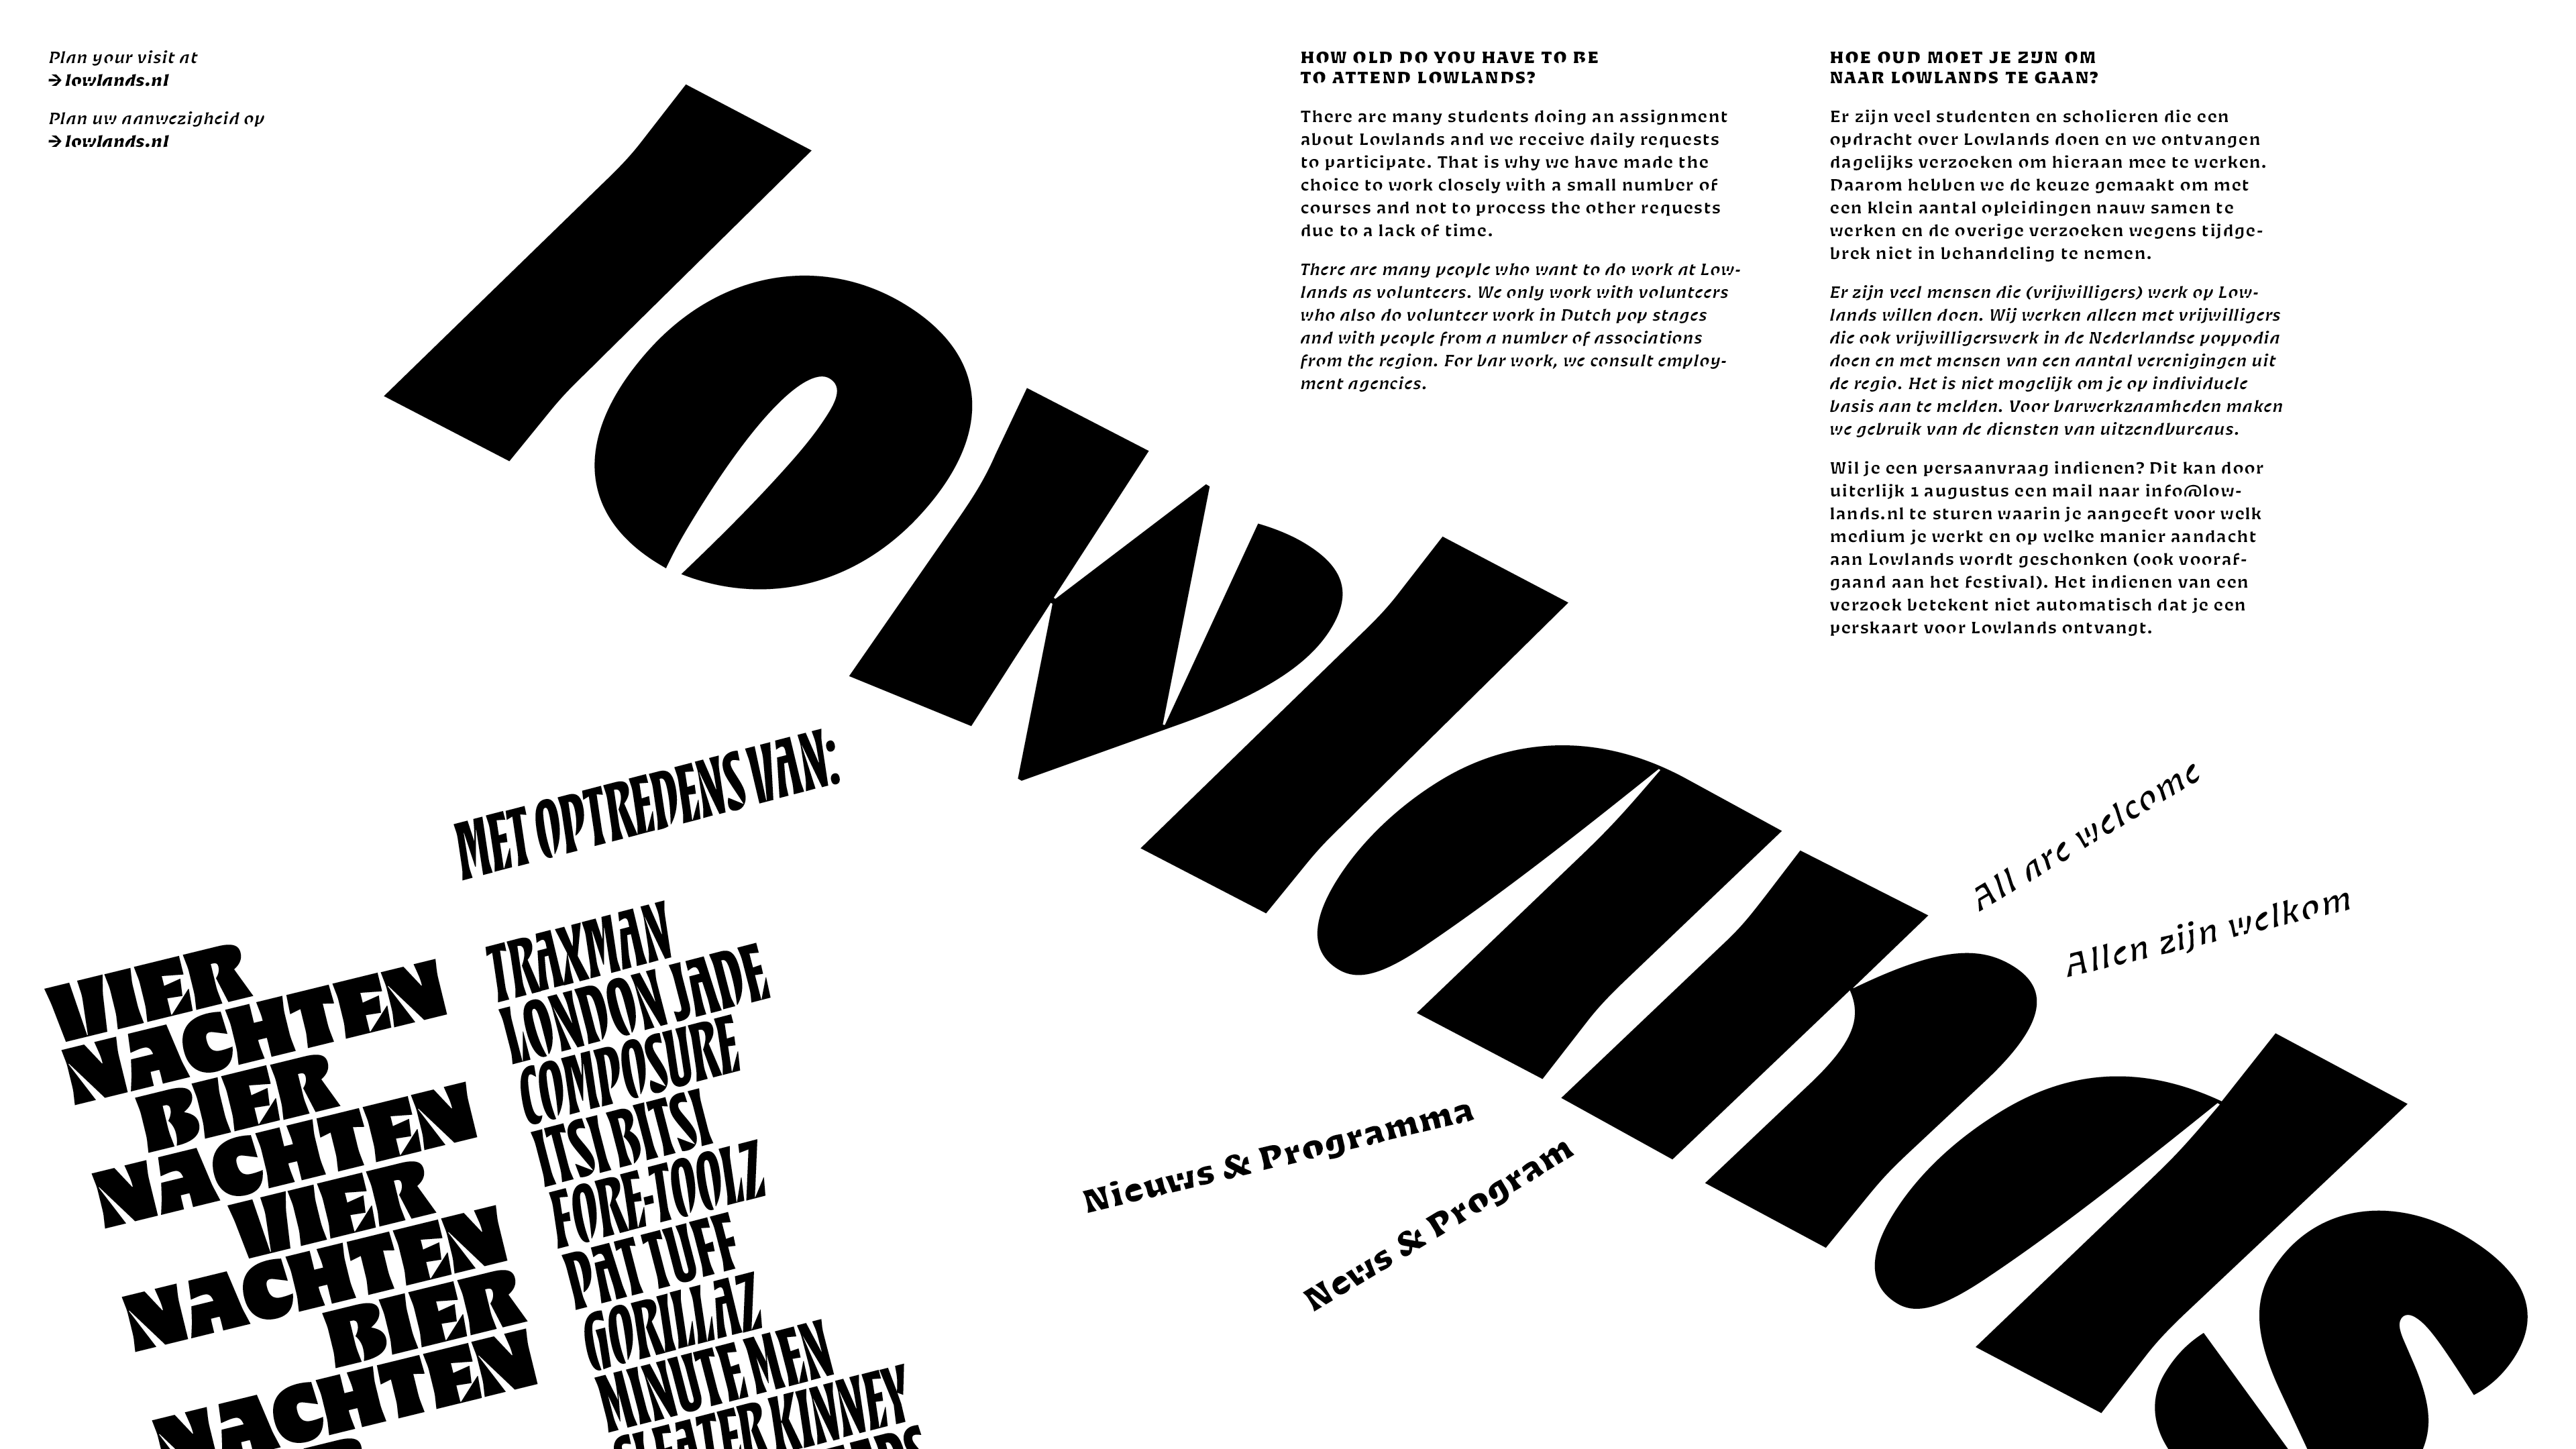 Plan your visit at
→lowlands.nl
Plan uw aanwezigheid op
→lowlands.nl
lowlands
HOW OLD DO YOU HAVE TO BE
TO ATTEND LOWLANDS?
There are many students doing an assignment
about Lowlands and we receive daily requests
to participate. That is why we have made the
choice to work closely with a small number of
courses and not to process the other requests
due to a lack of time.
There are many people who want to do work at Low-
lands as volunteers. We only work with volunteers
who also do volunteer work in Dutch pop stages
and with people from a number of associations
from the region. For bar work, we consult employ-
ment agencies.
HOE OUD MOET JE ZIJN OM
NAAR LOWLANDS TE GAAN?
Er zijn veel studenten en scholieren die een
opdracht over Lowlands doen en we ontvangen
dagelijks verzoeken om hieraan mee te werken.
Daarom hebben we de keuze gemaakt om met
een klein aantal opleidingen nauw samen te
werken en de overige verzoeken wegens tijdge-
brek niet in behandeling te nemen.
Er zijn veel mensen die (vrijwilligers) werk op Low-
lands willen doen. Wij werken alleen met vrijwilligers
die ook vrijwilligerswerk in de Nederlandse poppodia
doen en met mensen van een aantal verenigingen uit
de regio. Het is niet mogelijk om je op individuele
basis aan te melden. Voor barwerkzaamheden maken
we gebruik van de diensten van uitzendbureaus.
Wil je een persaanvraag indienen? Dit kan door
uiterlijk 1 augustus een mail naar info@low-
lands.nl te sturen waarin je aangeeft voor welk
medium je werkt en op welke manier aandacht
aan Lowlands wordt geschonken (ook vooraf-
gaand aan het festival). Het indienen van een
verzoek betekent niet automatisch dat je een
perskaart voor Lowlands ontvangt.
All are welcome
Allen zijn welkom
Nieuws & Programma
News & Program
MET OPTREDENS VAN:
TRAXMAN
LONDON JADE
COMPOSURE
ITSI BITSI
FORE-TOOLZ
PAT TUFF
GORILLAZ
MINUTE MEN
SLEATER KINNEY
VIER
NACHTEN
BIER
NACHTEN
VIER
NACHTEN
BIER
NACHTEN